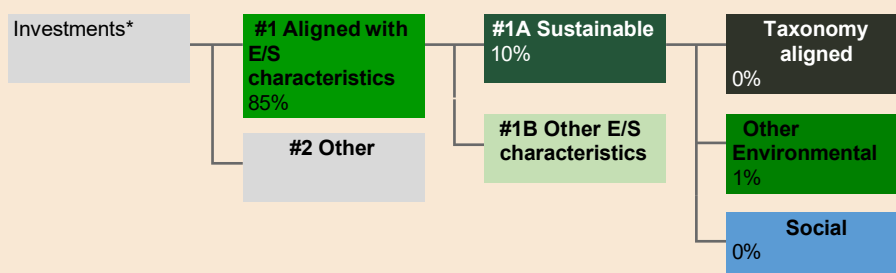 Investments*
#1 Aligned with
E/S
characteristics
85%
#2 Other
#1A Sustainable
10%
#1B Other E/S
characteristics
Taxonomy
aligned
0%
Other
Environmental
1%
Social
0%